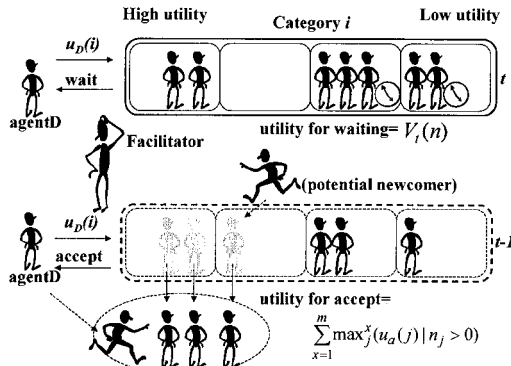 High utility Category i Low utility
u_D(i)
wait
t
agentD
utility for waiting= V_t(n)
Facilitator
(potential newcomer)
u_D(i)
accept
t-1
agentD
utility for accept=
\sum_{x=1}^{m} max_j^x (u_a(j) | n_j > 0)